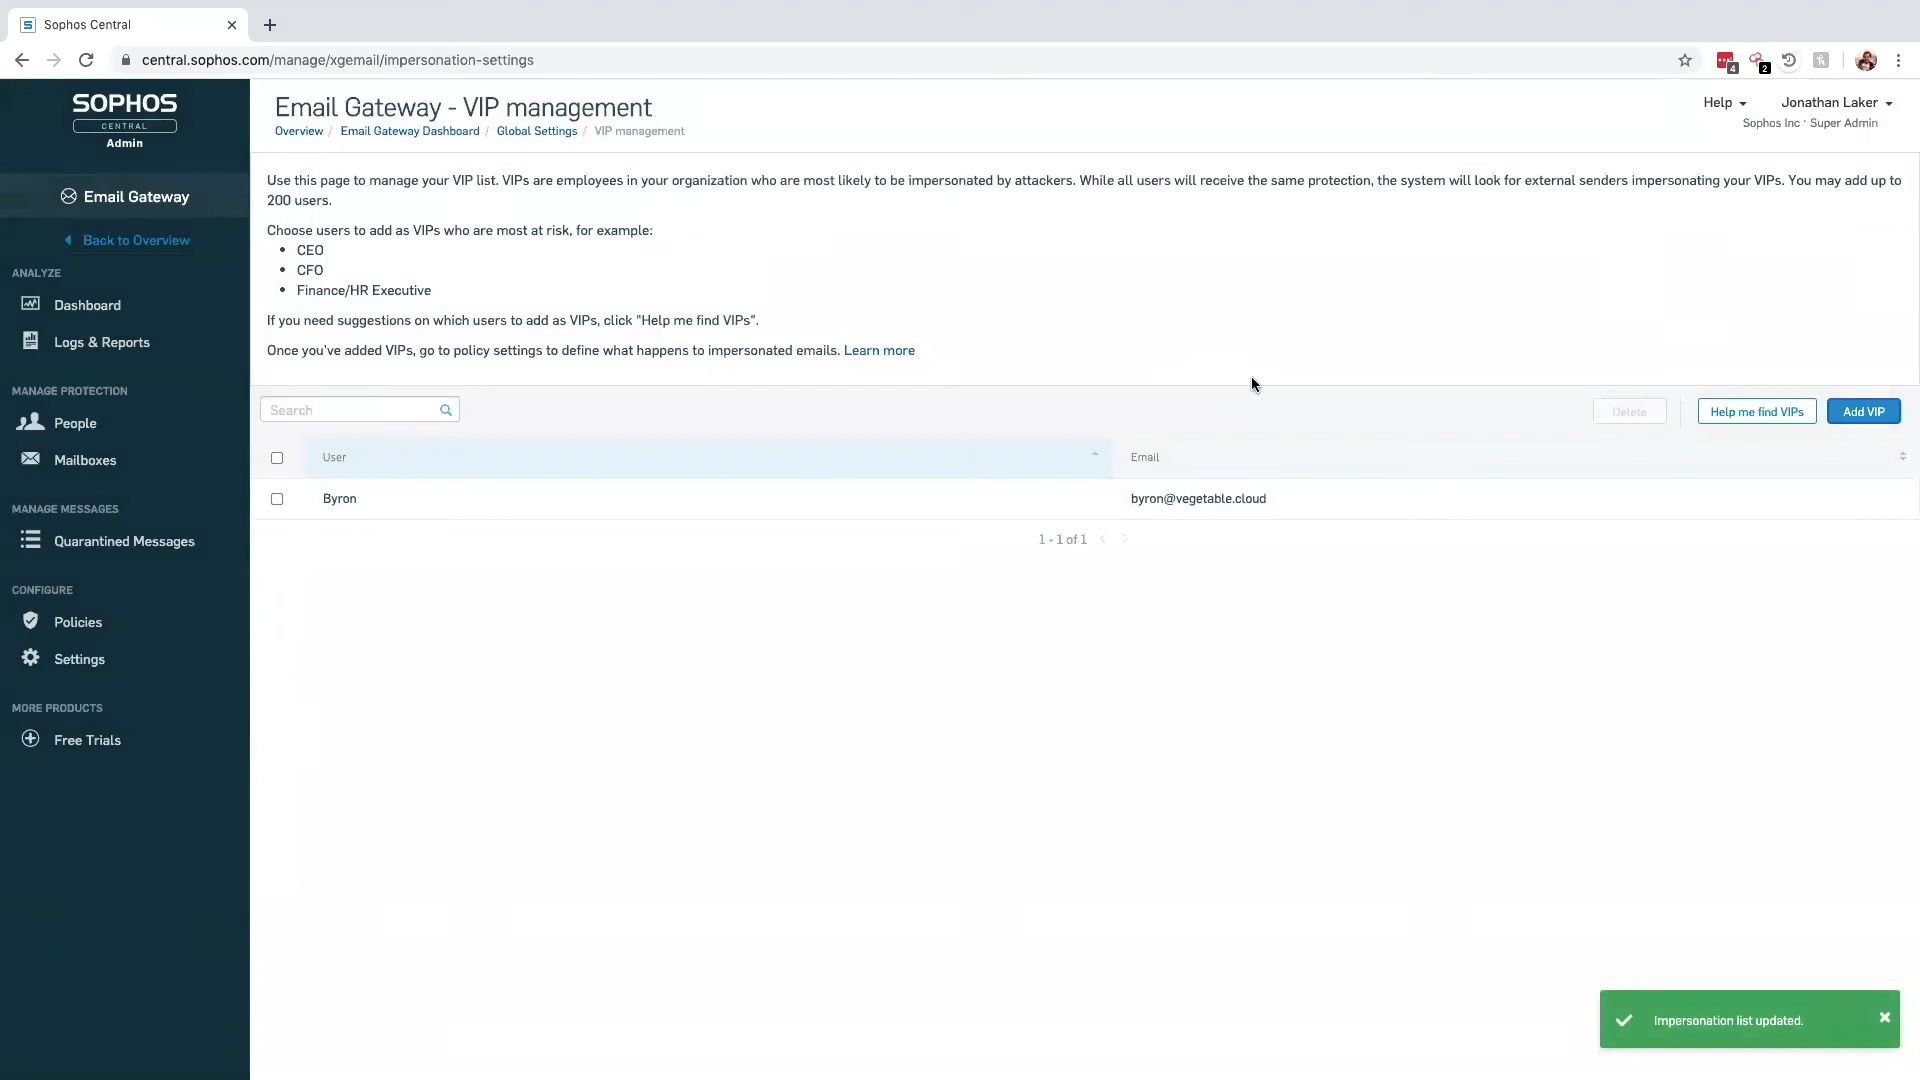 Sophos Central
central.sophos.com/manage/xgemail/impersonation-settings
4
2
SOPHOS
CENTRAL
Admin
Email Gateway
Back to Overview
ANALYZE
Dashboard
Logs & Reports
MANAGE PROTECTION
People
Mailboxes
MANAGE MESSAGES
Quarantined Messages
CONFIGURE
Policies
Settings
MORE PRODUCTS
Free Trials
Email Gateway - VIP management
Overview / Email Gateway Dashboard / Global Settings / VIP management
Help
Jonathan Laker
Sophos Inc · Super Admin
Use this page to manage your VIP list. VIPs are employees in your organization who are most likely to be impersonated by attackers. While all users will receive the same protection, the system will look for external senders impersonating your VIPs. You may add up to
200 users.
Choose users to add as VIPs who are most at risk, for example:
• CEO
• CFO
• Finance/HR Executive
If you need suggestions on which users to add as VIPs, click "Help me find VIPs".
Once you've added VIPs, go to policy settings to define what happens to impersonated emails. Learn more
Search
Delete
Help me find VIPs
Add VIP
User
Email
Byron
byron@vegetable.cloud
1 - 1 of 1
Impersonation list updated.